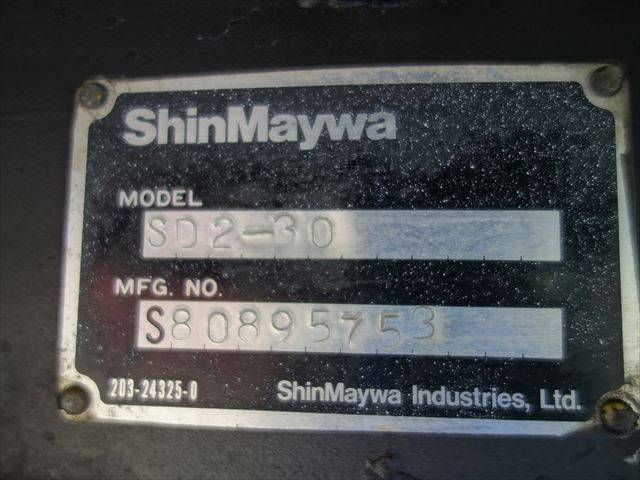 ShinMaywa
MODEL
SD2-30
MFG. NO.
S80895753
203-24325-0
ShinMaywa Industries, Ltd.